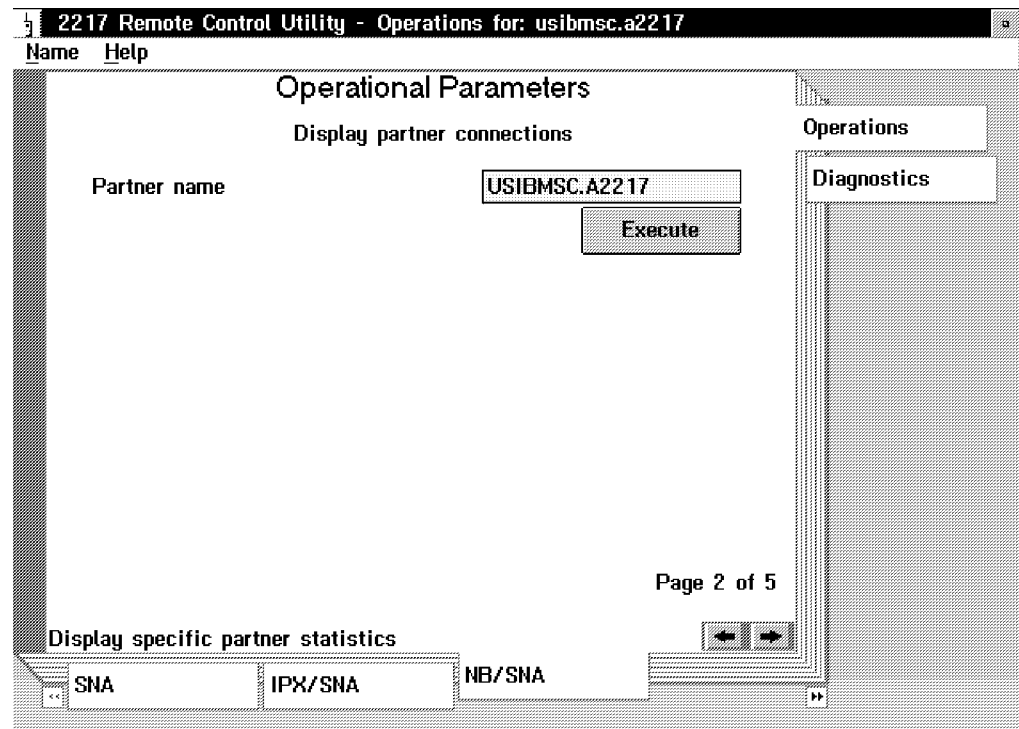 2217 Remote Control Utility - Operations for: usibmsc.a2217
Name Help
Operational Parameters
Display partner connections
Operations
Diagnostics
Partner name USIBMSC.A2217
Execute
Page 2 of 5
Display specific partner statistics
SNA IPX/SNA NB/SNA